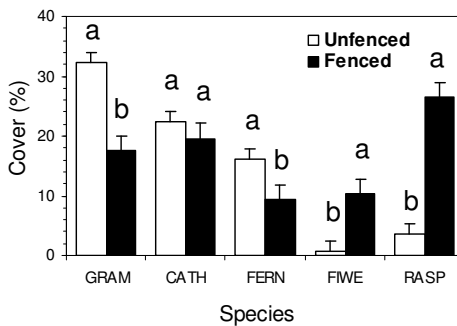 40
30
20
10
0
Cover (%)
Unfenced
Fenced
a
b
a
a
a
b
b
a
b
a
GRAM CATH FERN FIWE RASP
Species